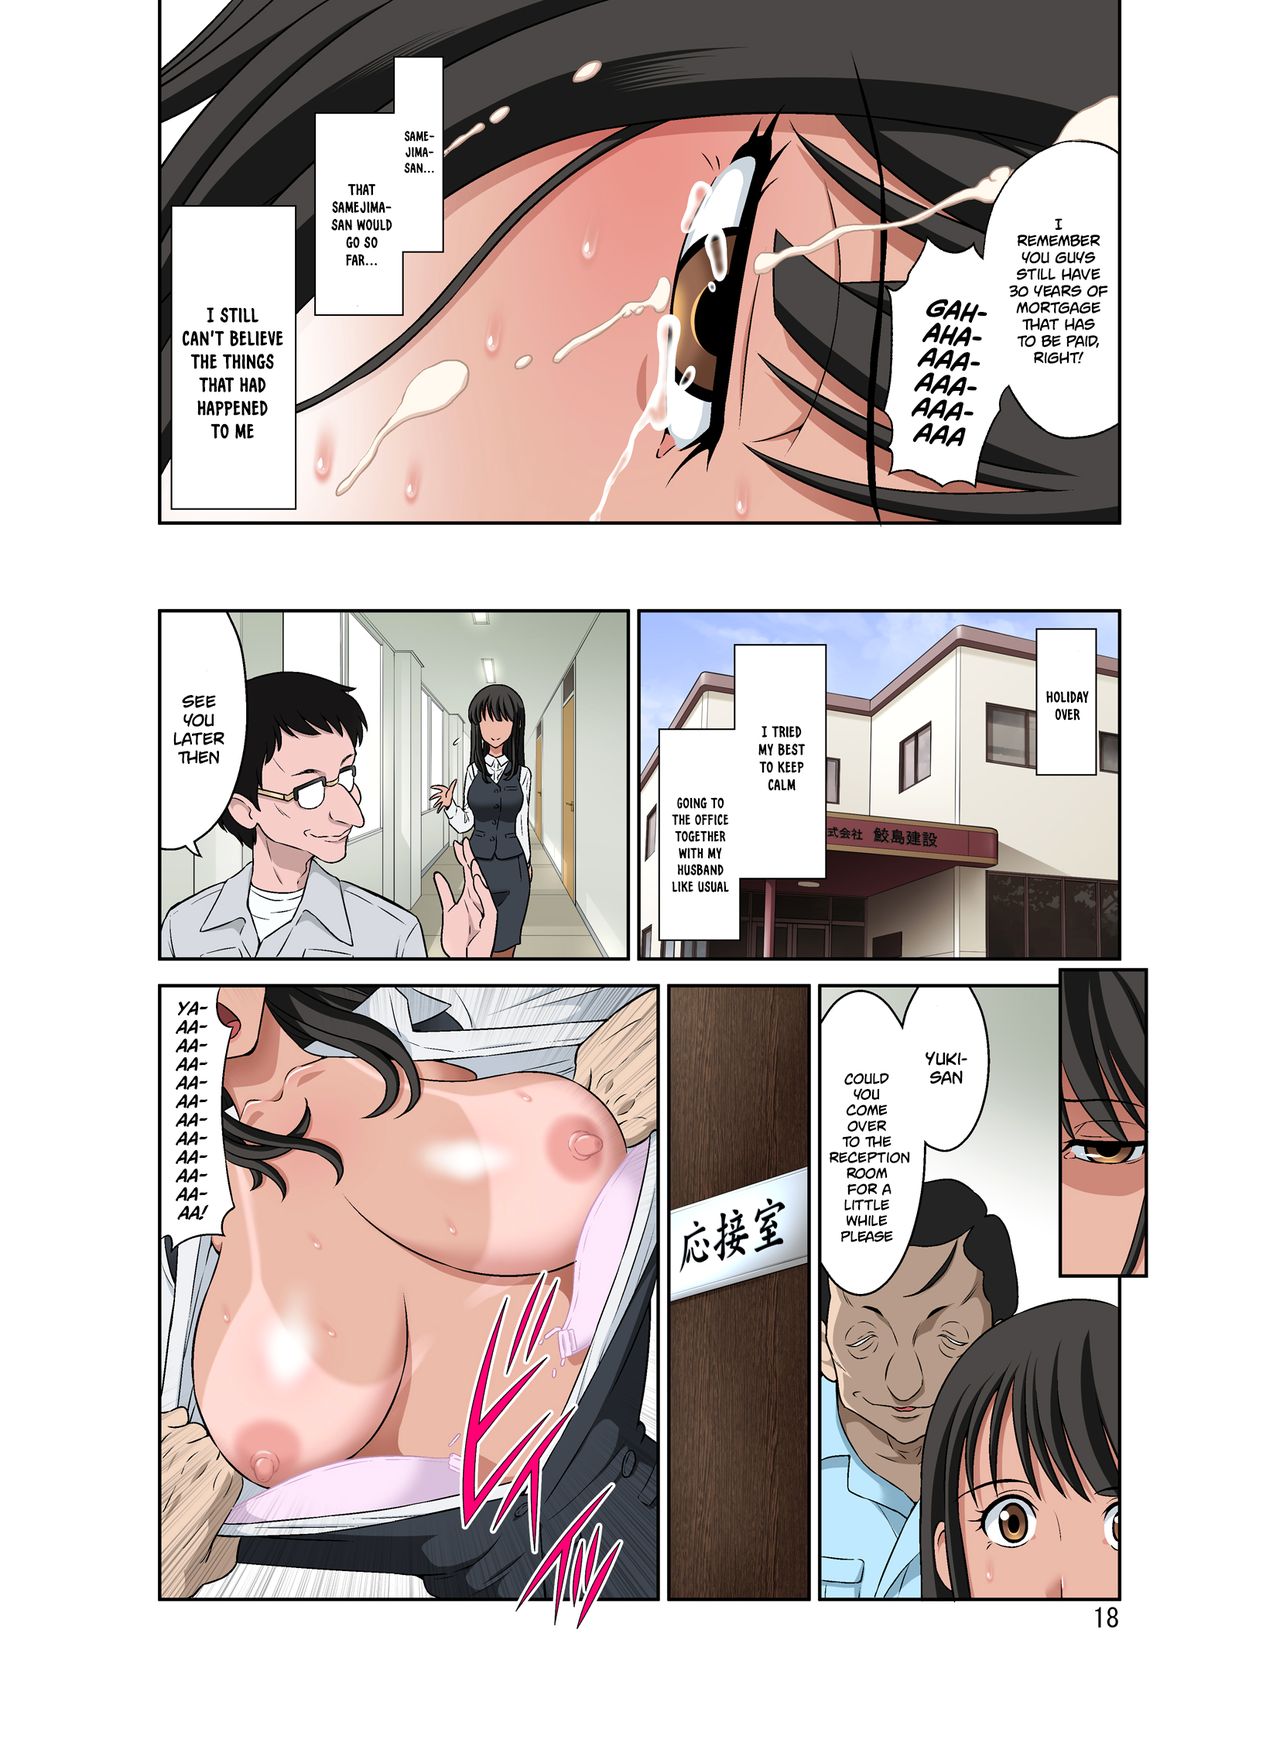 I
REMEMBER
YOU GUYS
STILL HAVE
30 YEARS OF
MORTGAGE
THAT HAS
TO BE PAID,
RIGHT!
GAH-
AHA-
AAA-
AAA-
AAA-
AAA
SAME-
JIMA-
SAN...
THAT
SAMEJIMA-
SAN WOULD
GO SO
FAR...
I STILL
CAN'T BELIEVE
THE THINGS
THAT HAD
HAPPENED
TO ME
HOLIDAY
OVER
I TRIED
MY BEST
TO KEEP
CALM
GOING TO
THE OFFICE
TOGETHER
WITH MY
HUSBAND
LIKE USUAL
式会社 鮫島建設
SEE
YOU
LATER
THEN
YUKI-
SAN
COULD
YOU
COME
OVER
TO THE
RECEPTION
ROOM
FOR A
LITTLE
WHILE
PLEASE
応接室
YA-
AA-
AA-
AA-
AA-
AA-
AA-
AA-
AA-
AA-
AA-
AA!
ビリイイッ
18